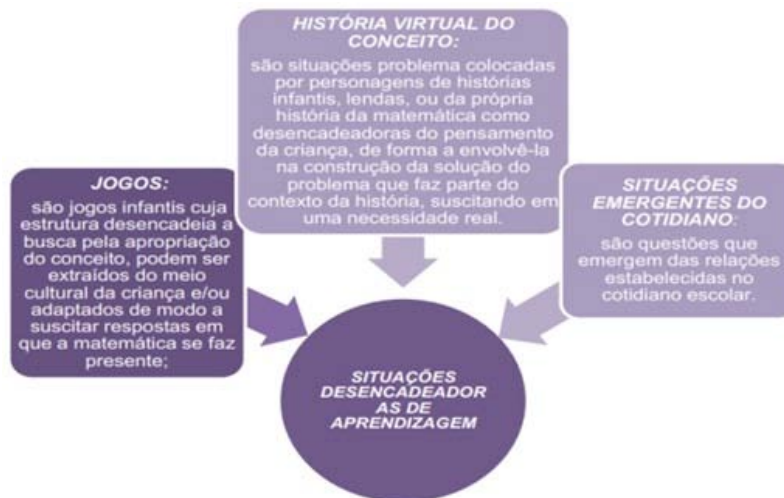 HISTÓRIA VIRTUAL DO
CONCEITO:
são situações problema colocadas
por personagens de histórias
infantis, lendas, ou da própria
história da matemática como
desencadeadoras do pensamento
da criança, de forma a envolvê-la
na construção da solução do
problema que faz parte do
contexto da história, suscitando em
uma necessidade real.
JOGOS:
são jogos infantis cuja
estrutura desencadeia a
busca pela apropriação
do conceito, podem ser
extraídos do meio
cultural da criança e/ou
adaptados de modo a
suscitar respostas em
que a matemática se faz
presente;
SITUAÇÕES
EMERGENTES DO
COTIDIANO:
são questões que
emergem das relações
estabelecidas no
cotidiano escolar.
SITUAÇÕES
DESENCADEADOR
AS DE
APRENDIZAGEM